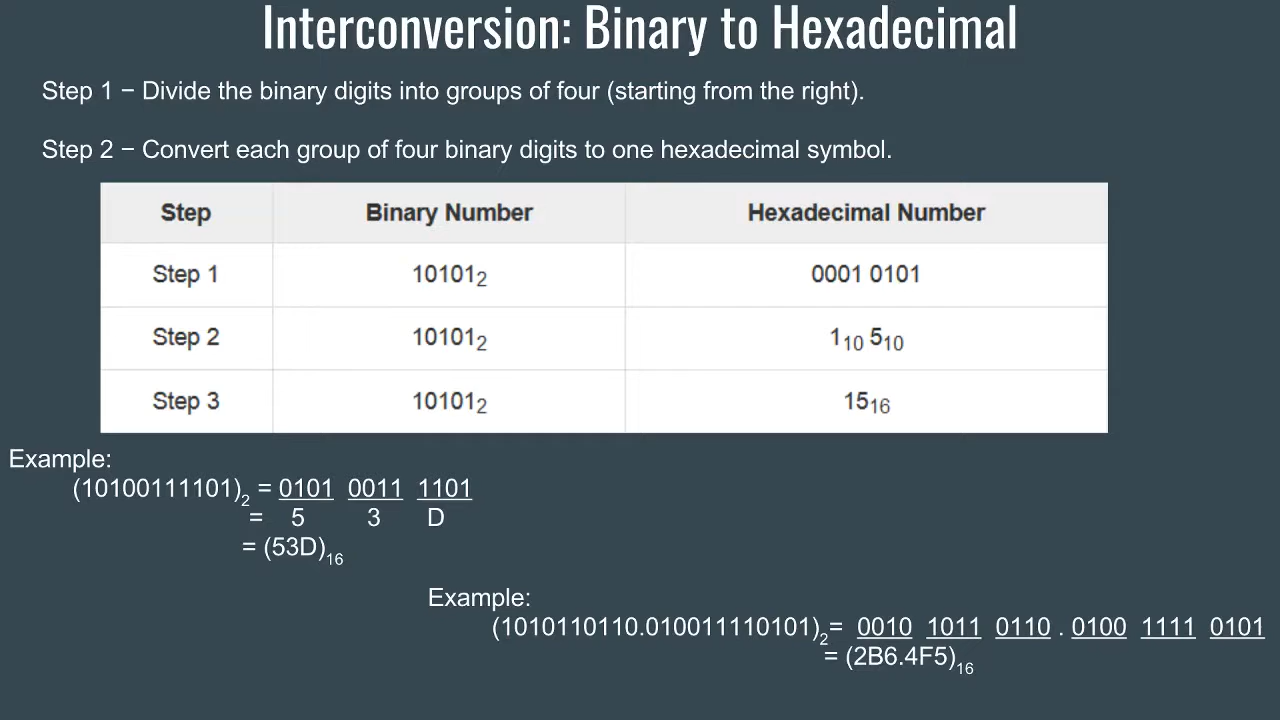 Interconversion: Binary to Hexadecimal
Step 1 − Divide the binary digits into groups of four (starting from the right).
Step 2 − Convert each group of four binary digits to one hexadecimal symbol.
Step Binary Number Hexadecimal Number
Step 1 10101₂ 0001 0101
Step 2 10101₂ 1₁₀ 5₁₀
Step 3 10101₂ 15₁₆
Example:
(10100111101)₂ = 0101 0011 1101
= 5 3 D
= (53D)₁₆
Example:
(1010110110.010011110101)₂= 0010 1011 0110 . 0100 1111 0101
= (2B6.4F5)₁₆